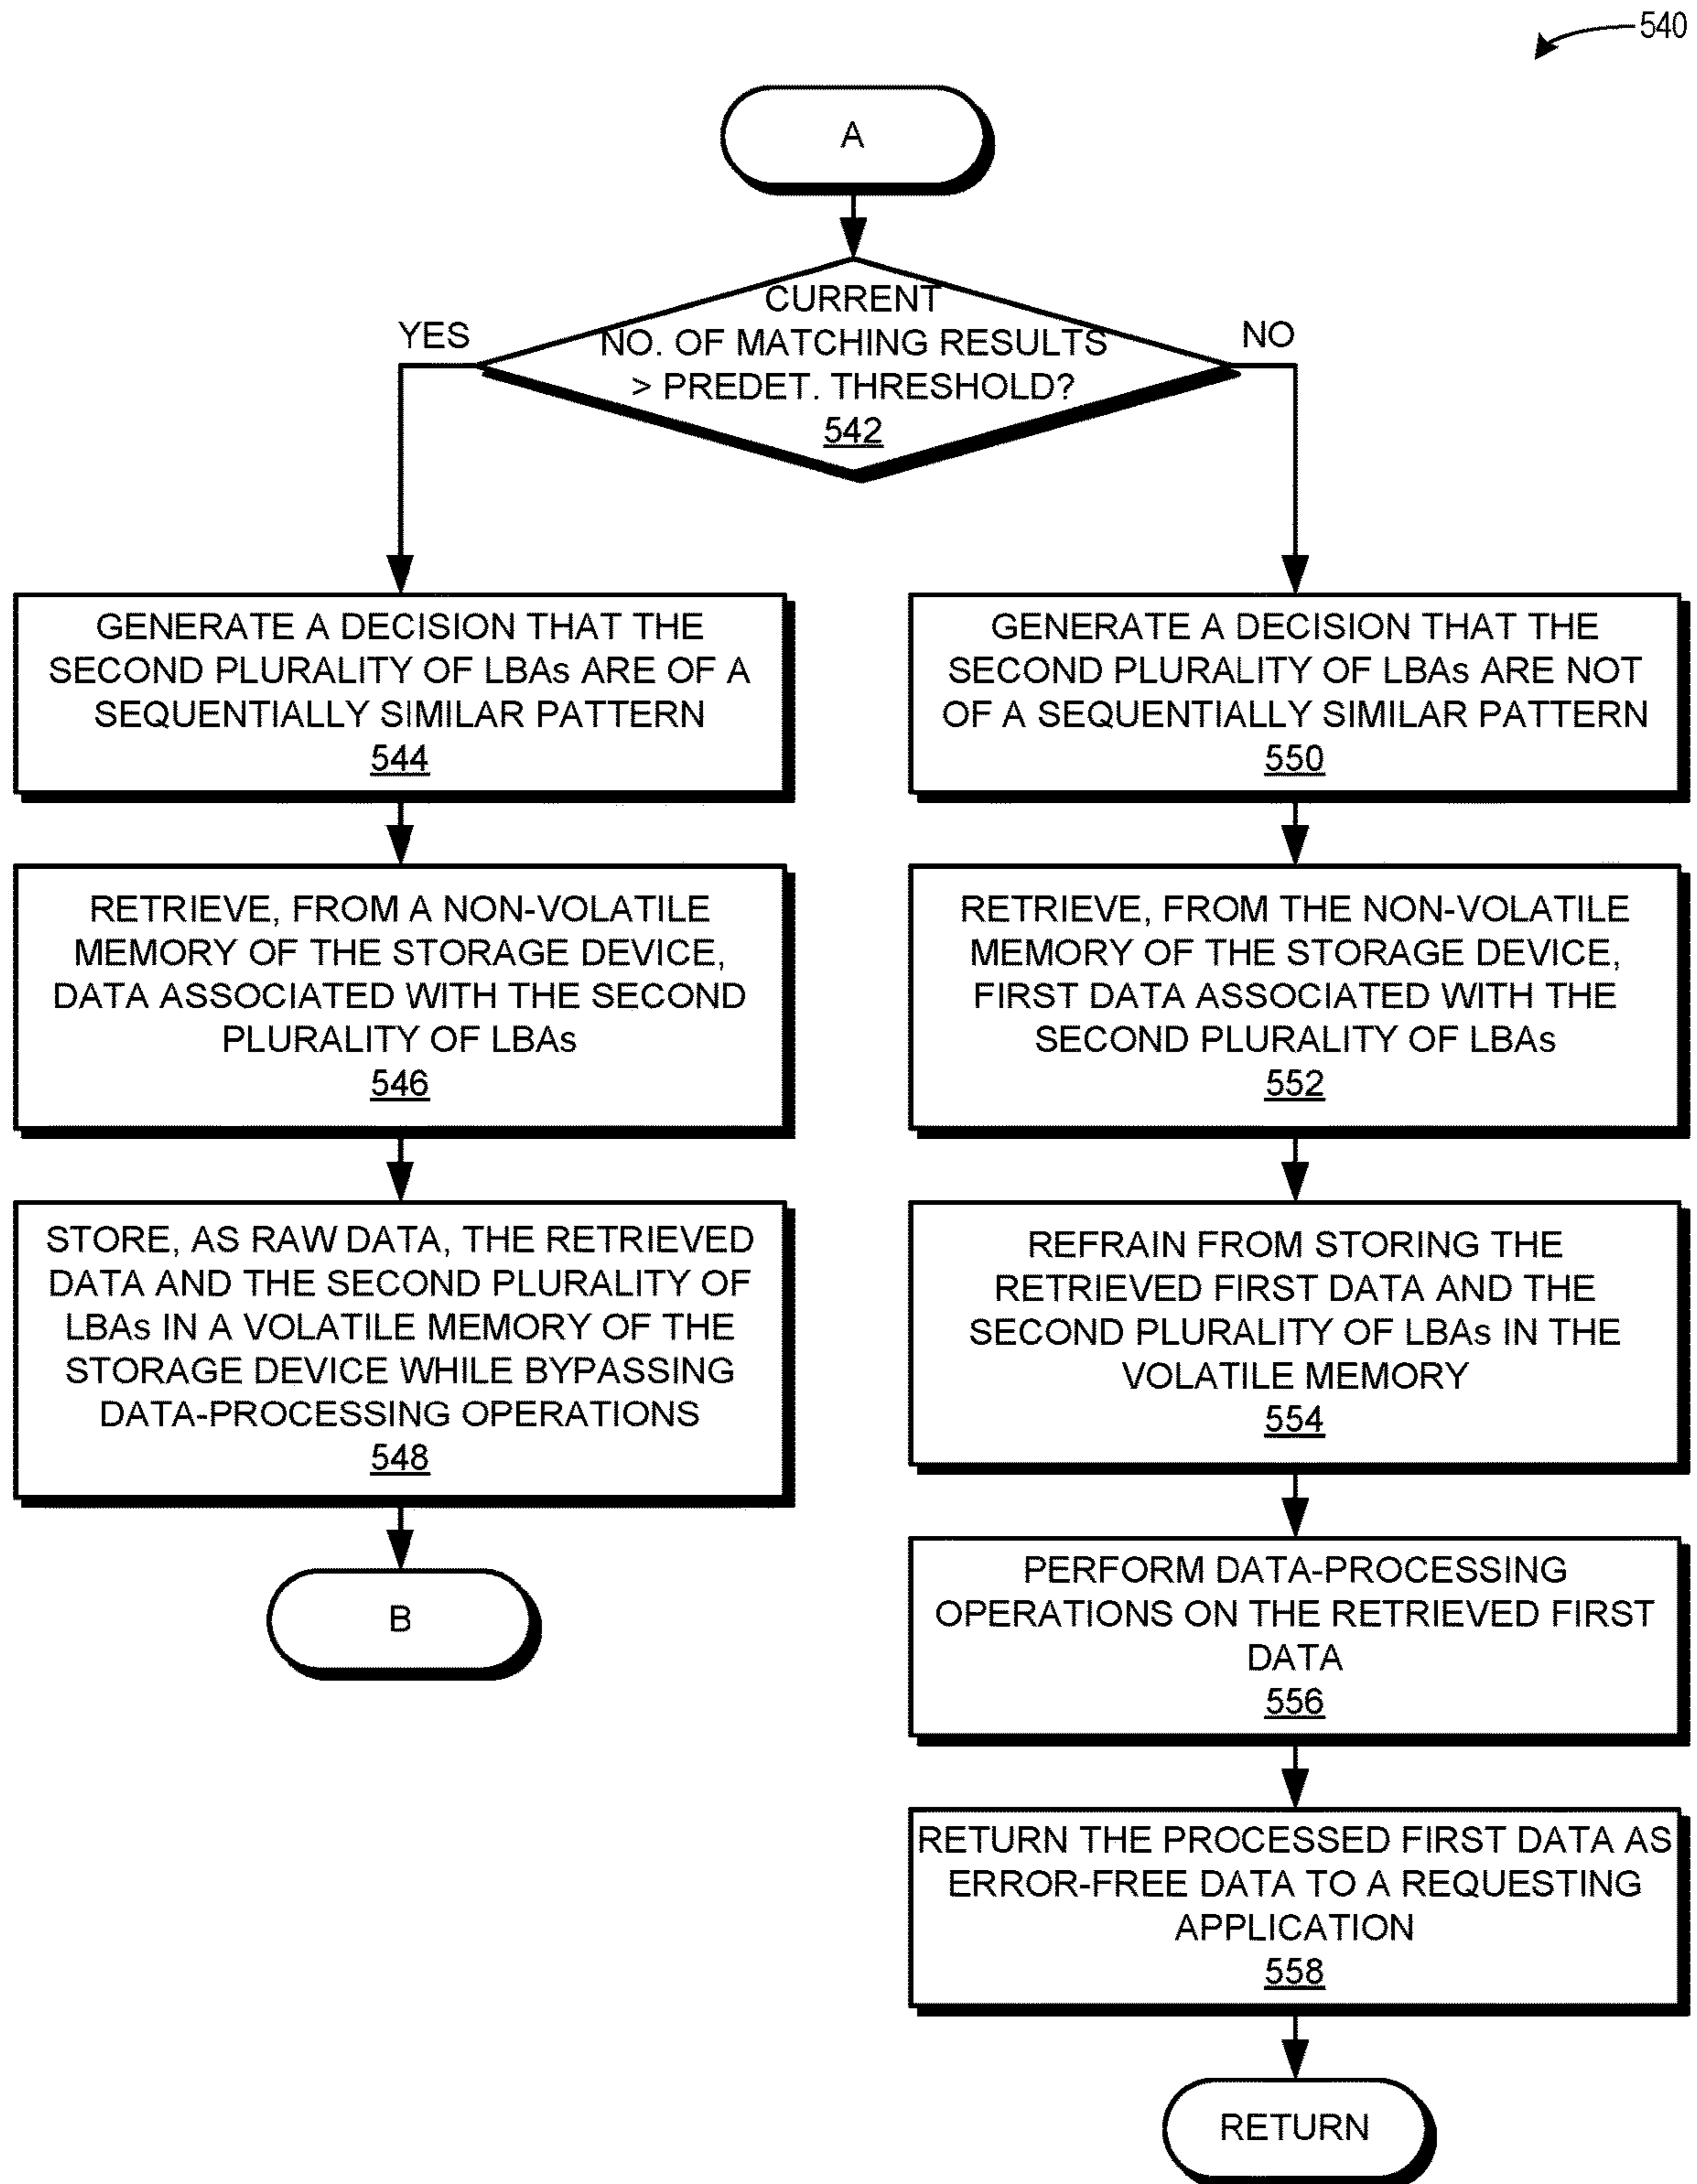 540
A
CURRENT
NO. OF MATCHING RESULTS
> PREDET. THRESHOLD?
542
YES
NO
GENERATE A DECISION THAT THE
SECOND PLURALITY OF LBAs ARE OF A
SEQUENTIALLY SIMILAR PATTERN
544
RETRIEVE, FROM A NON-VOLATILE
MEMORY OF THE STORAGE DEVICE,
DATA ASSOCIATED WITH THE SECOND
PLURALITY OF LBAs
546
STORE, AS RAW DATA, THE RETRIEVED
DATA AND THE SECOND PLURALITY OF
LBAs IN A VOLATILE MEMORY OF THE
STORAGE DEVICE WHILE BYPASSING
DATA-PROCESSING OPERATIONS
548
B
GENERATE A DECISION THAT THE
SECOND PLURALITY OF LBAs ARE NOT
OF A SEQUENTIALLY SIMILAR PATTERN
550
RETRIEVE, FROM THE NON-VOLATILE
MEMORY OF THE STORAGE DEVICE,
FIRST DATA ASSOCIATED WITH THE
SECOND PLURALITY OF LBAs
552
REFRAIN FROM STORING THE
RETRIEVED FIRST DATA AND THE
SECOND PLURALITY OF LBAs IN THE
VOLATILE MEMORY
554
PERFORM DATA-PROCESSING
OPERATIONS ON THE RETRIEVED FIRST
DATA
556
RETURN THE PROCESSED FIRST DATA AS
ERROR-FREE DATA TO A REQUESTING
APPLICATION
558
RETURN